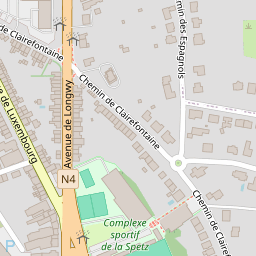 de Clairefontaine
Chemin des Espagnols
Avenue de Longwy
Chemin de Clairefontaine
e de Luxembourg
N4
Complexe
sportif
de la Spetz
Chemin de Claire
P